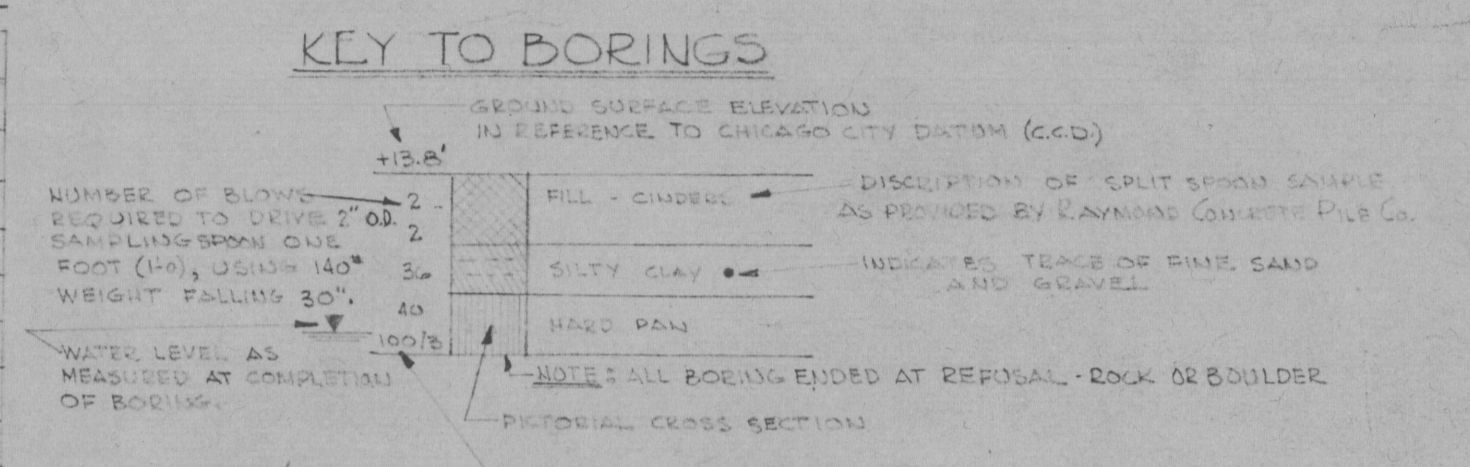 KEY TO BORINGS
GROUND SURFACE ELEVATION
IN REFERENCE TO CHICAGO CITY DATUM (C.C.D.)
+13.8'
NUMBER OF BLOWS
REQUIRED TO DRIVE 2" O.D.
SAMPLING SPOON ONE
FOOT (1-0), USING 140#
WEIGHT FALLING 30".
2
2
36
40
100/3
FILL - CINDERS
SILTY CLAY
HARD PAN
DISCRIPTION OF SPLIT SPOON SAMPLE
AS PROVIDED BY RAYMOND CONCRETE PILE CO.
INDICATES TRACE OF FINE SAND
AND GRAVEL
WATER LEVEL AS
MEASURED AT COMPLETION
OF BORING.
NOTE: ALL BORING ENDED AT REFUSAL - ROCK OR BOULDER
PICTORIAL CROSS SECTION